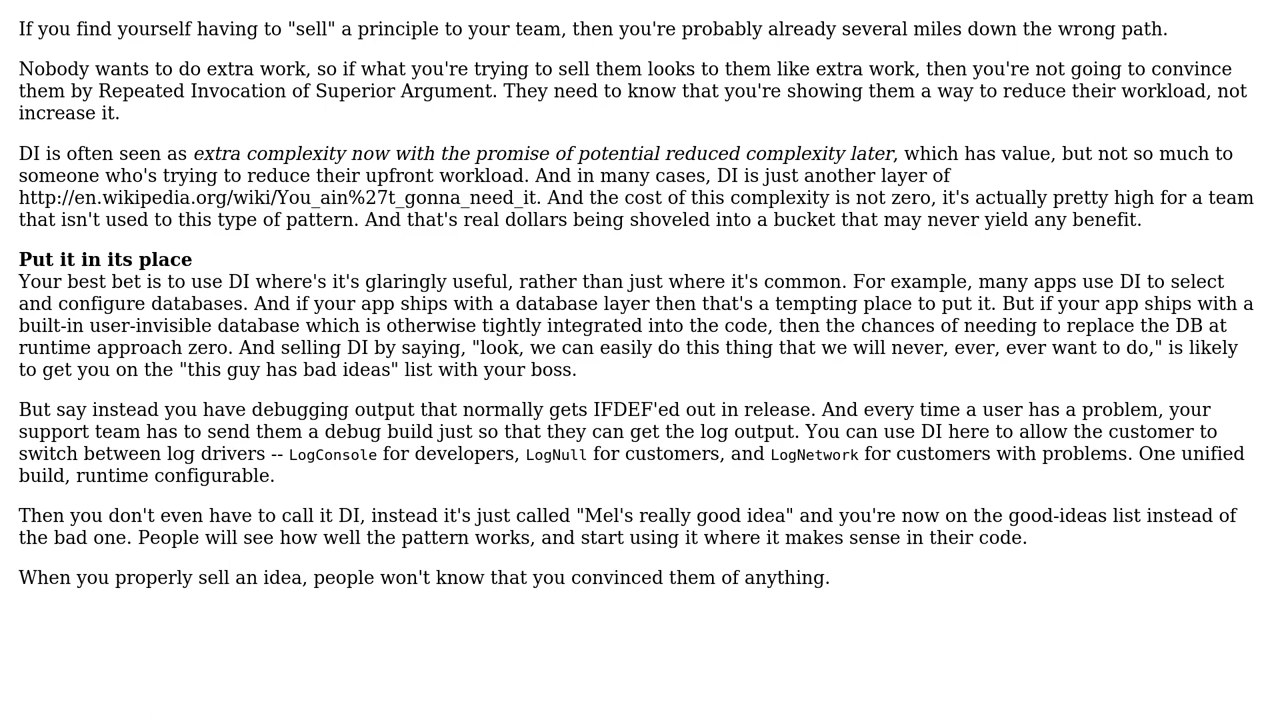 If you find yourself having to "sell" a principle to your team, then you're probably already several miles down the wrong path.
Nobody wants to do extra work, so if what you're trying to sell them looks to them like extra work, then you're not going to convince
them by Repeated Invocation of Superior Argument. They need to know that you're showing them a way to reduce their workload, not
increase it.
DI is often seen as extra complexity now with the promise of potential reduced complexity later, which has value, but not so much to
someone who's trying to reduce their upfront workload. And in many cases, DI is just another layer of
http://en.wikipedia.org/wiki/You_ain%27t_gonna_need_it. And the cost of this complexity is not zero, it's actually pretty high for a team
that isn't used to this type of pattern. And that's real dollars being shoveled into a bucket that may never yield any benefit.
Put it in its place
Your best bet is to use DI where's it's glaringly useful, rather than just where it's common. For example, many apps use DI to select
and configure databases. And if your app ships with a database layer then that's a tempting place to put it. But if your app ships with a
built-in user-invisible database which is otherwise tightly integrated into the code, then the chances of needing to replace the DB at
runtime approach zero. And selling DI by saying, "look, we can easily do this thing that we will never, ever, ever want to do," is likely
to get you on the "this guy has bad ideas" list with your boss.
But say instead you have debugging output that normally gets IFDEF'ed out in release. And every time a user has a problem, your
support team has to send them a debug build just so that they can get the log output. You can use DI here to allow the customer to
switch between log drivers -- LogConsole for developers, LogNull for customers, and LogNetwork for customers with problems. One unified
build, runtime configurable.
Then you don't even have to call it DI, instead it's just called "Mel's really good idea" and you're now on the good-ideas list instead of
the bad one. People will see how well the pattern works, and start using it where it makes sense in their code.
When you properly sell an idea, people won't know that you convinced them of anything.